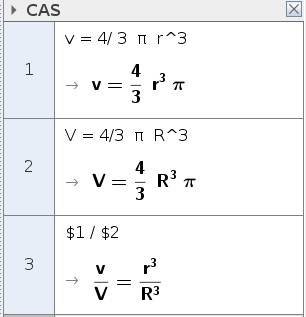 CAS
1
v = 4/ 3 π r^3
→ v = 4/3 r³ π
2
V = 4/3 π R^3
→ V = 4/3 R³ π
3
$1 / $2
→ v/V = r³/R³